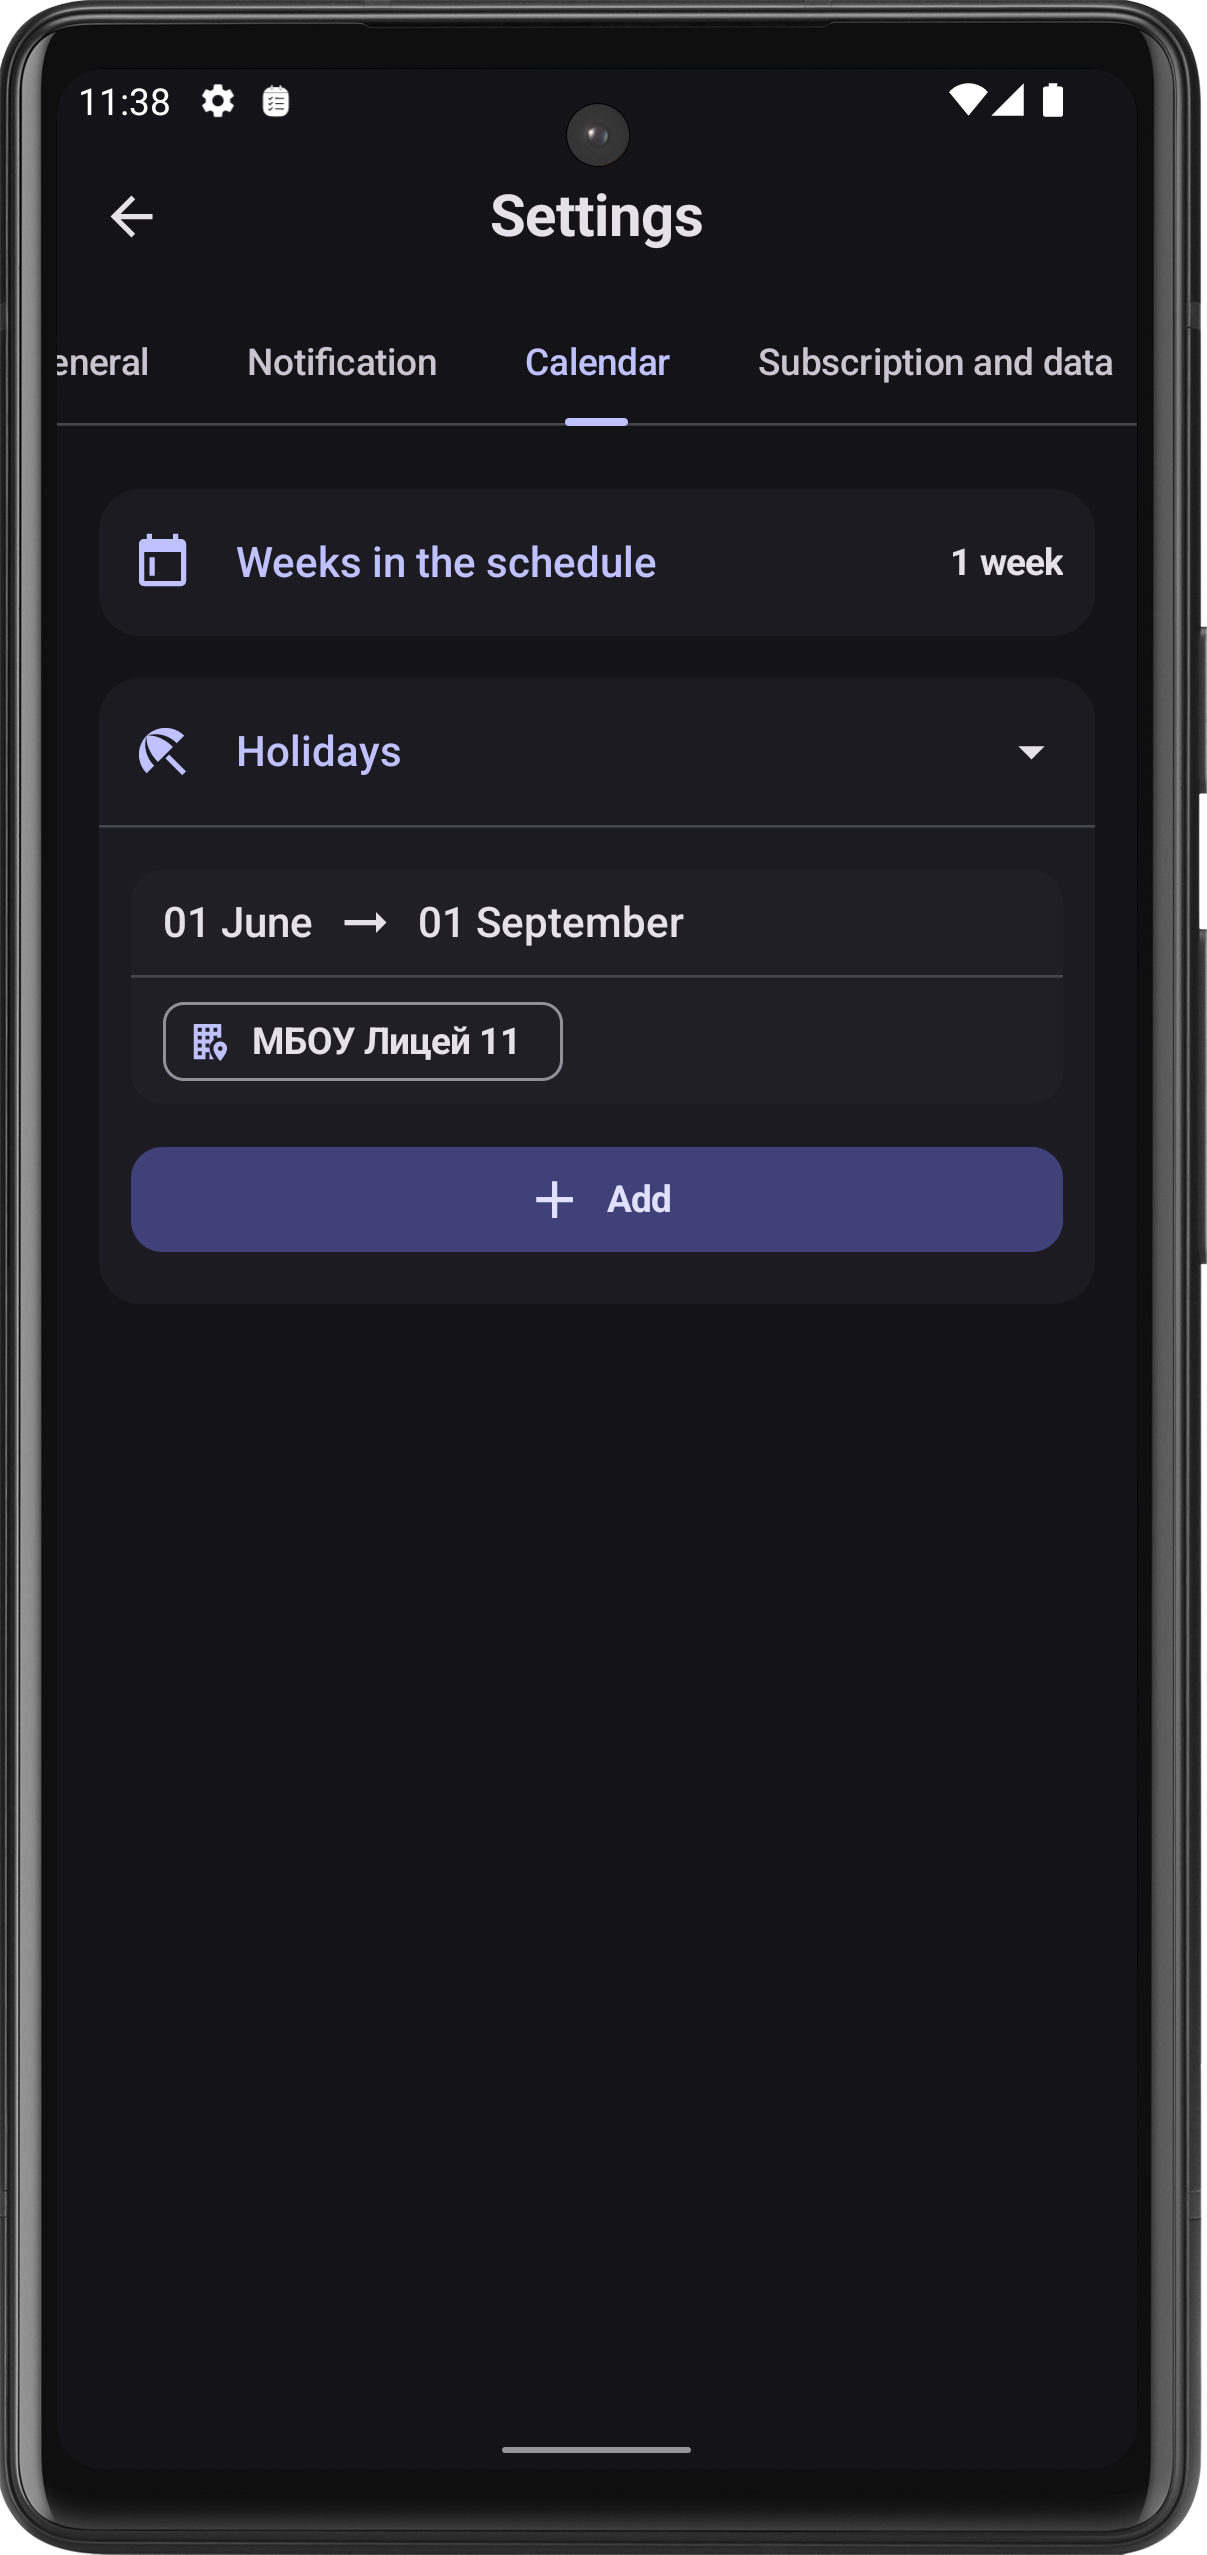 11:38
Settings
eneral Notification Calendar Subscription and data
Weeks in the schedule 1 week
Holidays
01 June → 01 September
МБОУ Лицей 11
+ Add